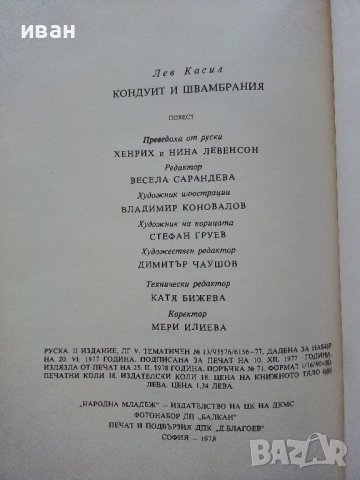 иван
Лев Касил
КОНДУИТ И ШВАМБРАНИЯ
ПОВЕСТ
Преведоха от руски
ХЕНРИХ и НИНА ЛЕВЕНСОН
Редактор
ВЕСЕЛА САРАНДЕВА
Художник илюстрации
ВЛАДИМИР КОНОВАЛОВ
Художник на корицата
СТЕФАН ГРУЕВ
Художествен редактор
ДИМИТЪР ЧАУШОВ
Технически редактор
КАТЯ БИЖЕВА
Коректор
МЕРИ ИЛИЕВА
РУСКА II ИЗДАНИЕ, ЛГ V. ТЕМАТИЧЕН № 13/93576/6156—77. ДАДЕНА ЗА НАБОР
НА 20. VI. 1977 ГОДИНА. ПОДПИСАНА ЗА ПЕЧАТ НА 10. XII. 1977 ГОДИНА.
ИЗЛЯЗЛА ОТ ПЕЧАТ НА 25. II. 1978 ГОДИНА. ПОРЪЧКА № 71. ФОРМАТ 1/16/60×80.
ПЕЧАТНИ КОЛИ 18. ИЗДАТЕЛСКИ КОЛИ 18. ЦЕНА НА КНИЖНОТО ТЯЛО
ЛЕВА. ЦЕНА 1,34 ЛЕВА.
„НАРОДНА МЛАДЕЖ" — ИЗДАТЕЛСТВО НА ЦК НА ДКМС
ФОТОНАБОР ДП „БАЛКАН"
ПЕЧАТ И ПОДВЪРЗИЯ ДПК „Д.БЛАГОЕВ"
СОФИЯ — 1978
BAZAR
.bg